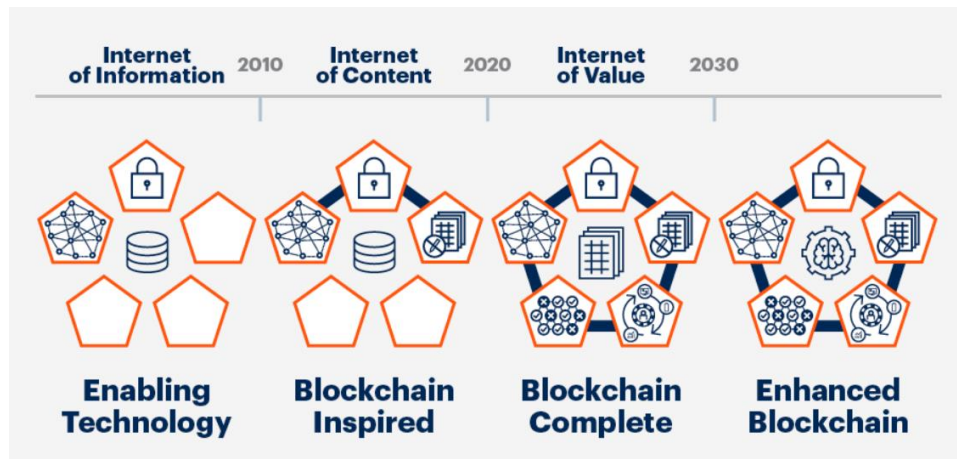 Internet
of Information
2010
Internet
of Content
2020
Internet
of Value
2030
Enabling
Technology
Blockchain
Inspired
Blockchain
Complete
Enhanced
Blockchain